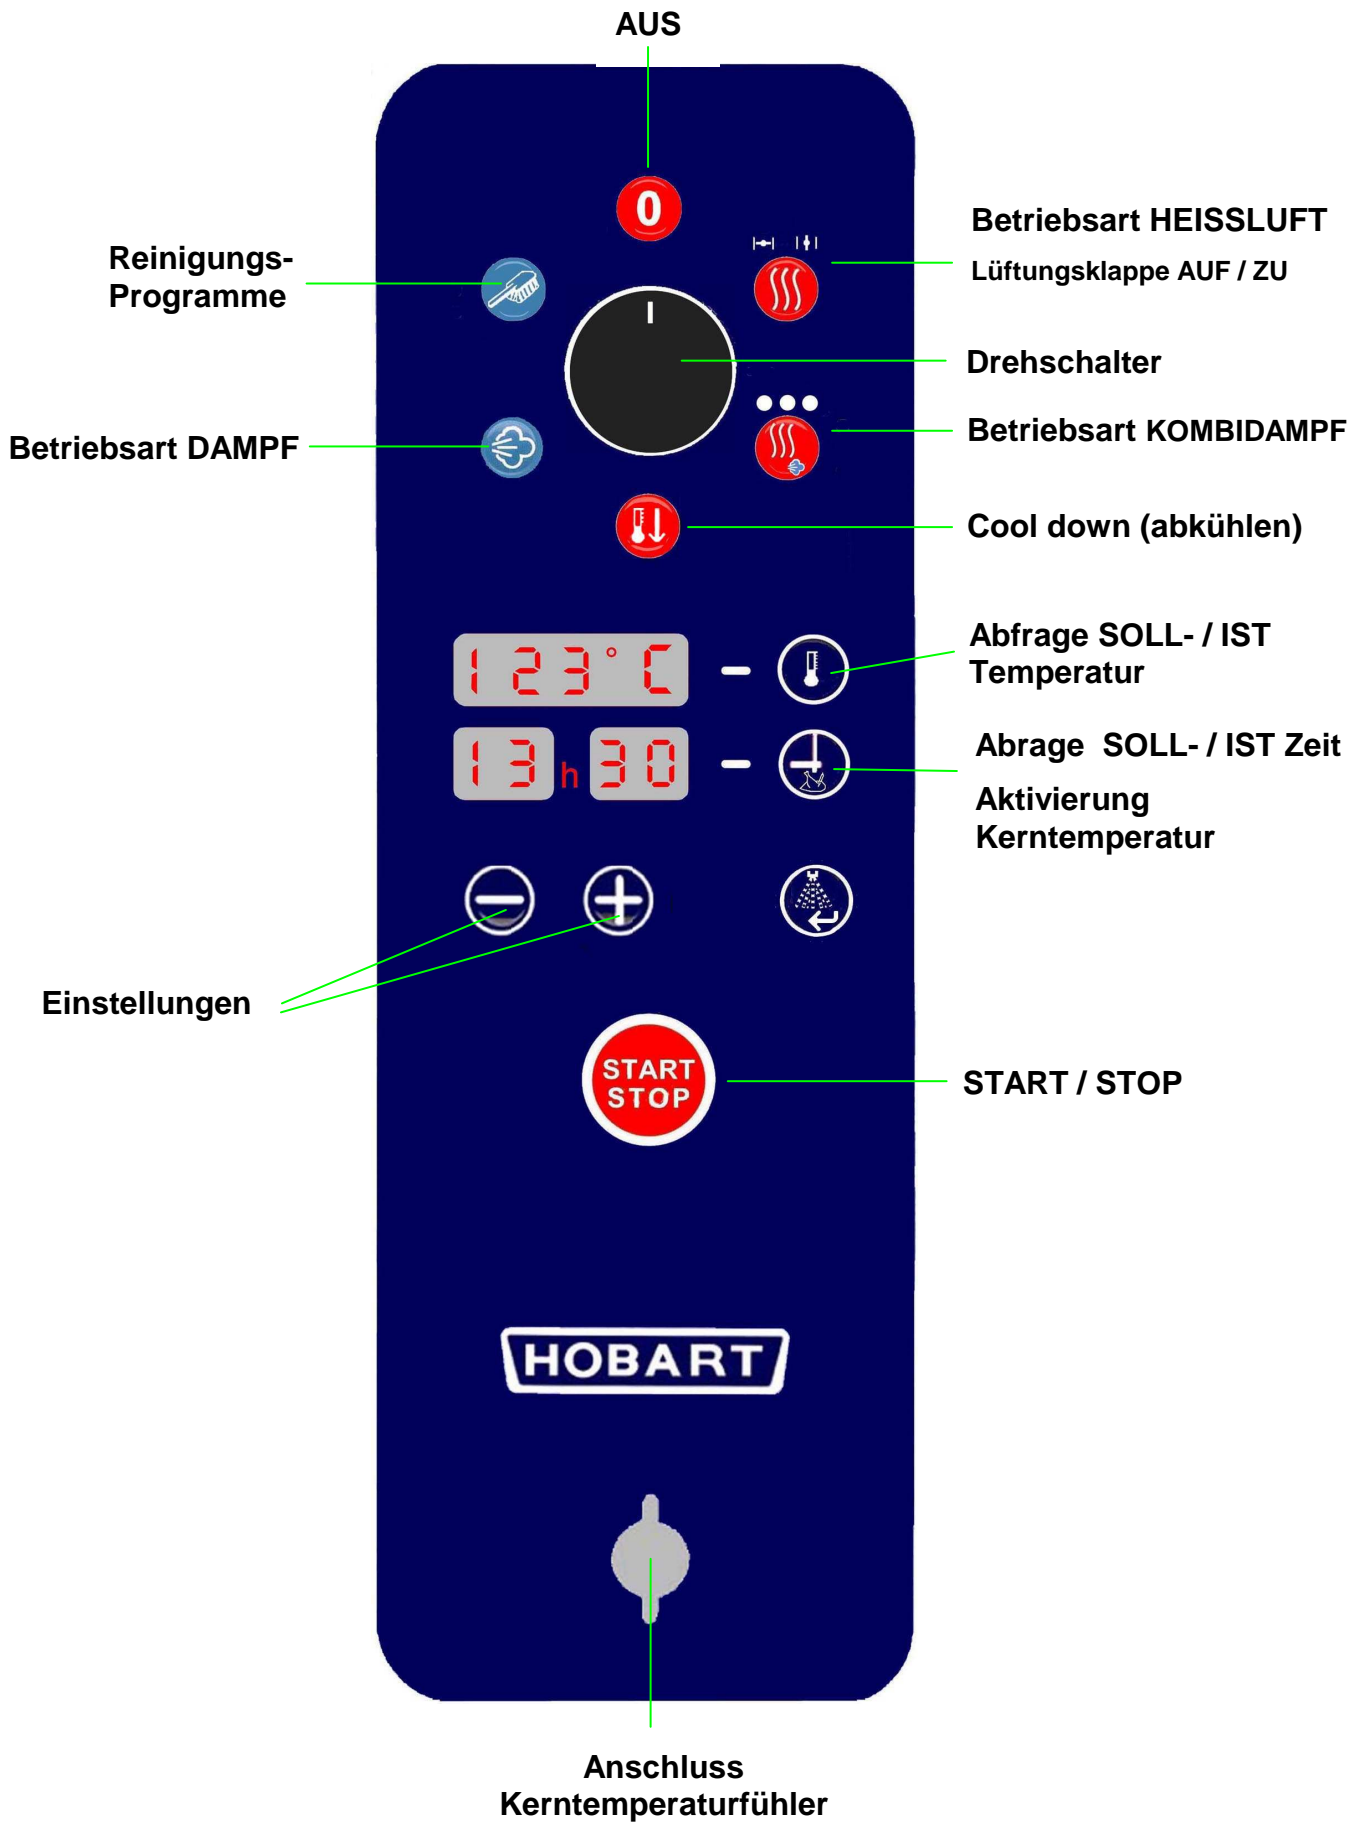 AUS
0
Betriebsart HEISSLUFT
Lüftungsklappe AUF / ZU
Reinigungs-
Programme
Drehschalter
Betriebsart DAMPF
Betriebsart KOMBIDAMPF
Cool down (abkühlen)
123°C
Abfrage SOLL- / IST
Temperatur
13 h 30
Abrage SOLL- / IST Zeit
Aktivierung
Kerntemperatur
Einstellungen
START
STOP
START / STOP
HOBART
Anschluss
Kerntemperaturfühler